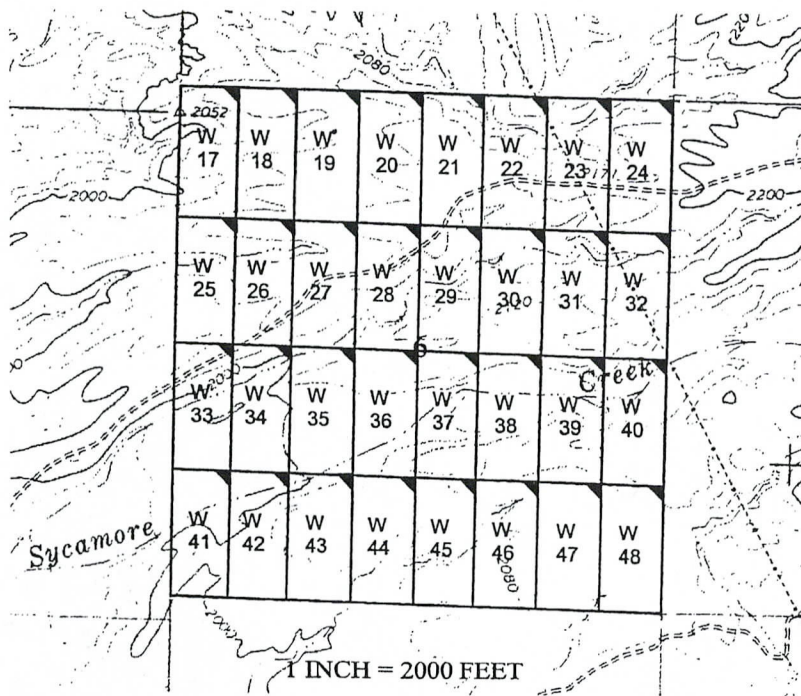 2080
2052
W W W W W W W W
17 18 19 20 21 22 23 24
2000
2200
W W W W W W W W
25 26 27 28 29 30 31 32
6
Creek
W W W W W W W W
33 34 35 36 37 38 39 40
Sycamore
W W W W W W W W
41 42 43 44 45 46 47 48
2080
2000
1 INCH = 2000 FEET